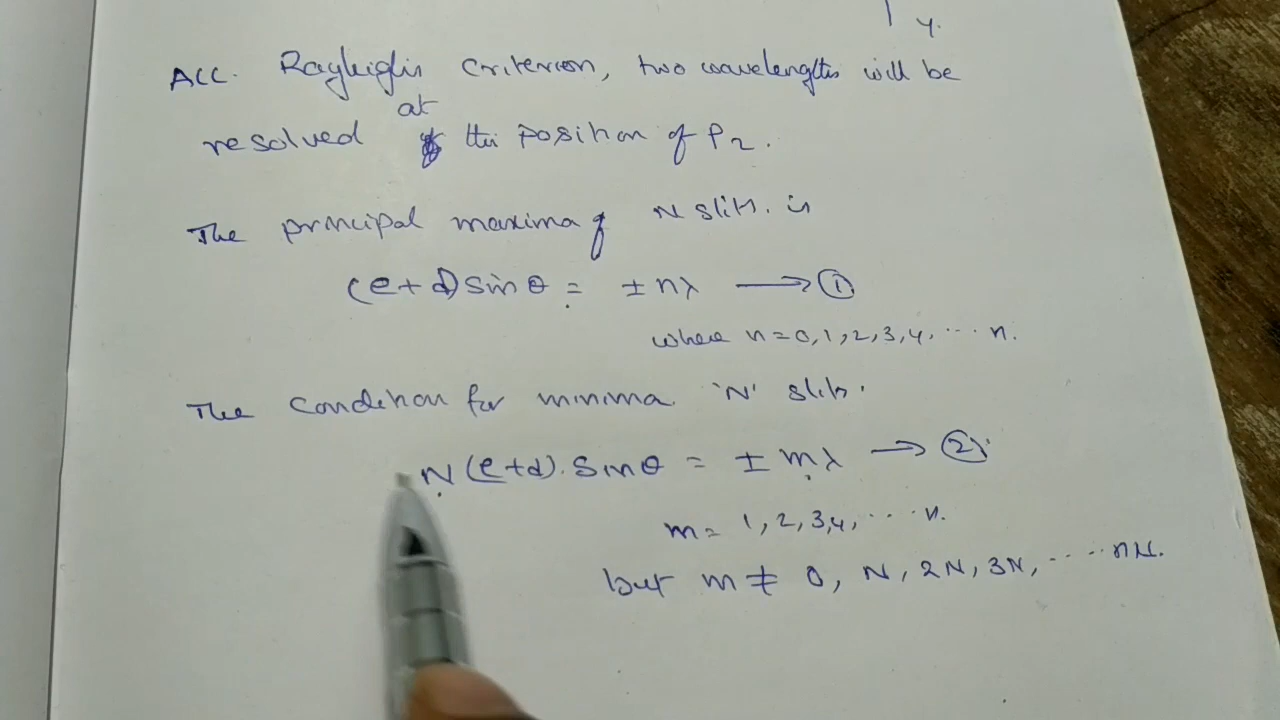 y.
Acc. Rayleigh's Criterion, two wavelengths will be
at
resolved the position of P2.
The principal maxima of N slits. is
(e+d) sin θ = ± nλ → ①
where n = 0,1,2,3,4, .... n.
The Condition for minima 'N' slits.
N (e+d). sin θ = ± mλ → ②
m = 1, 2, 3,4, .... n.
but m ≠ 0, N, 2N, 3N, .... nN.